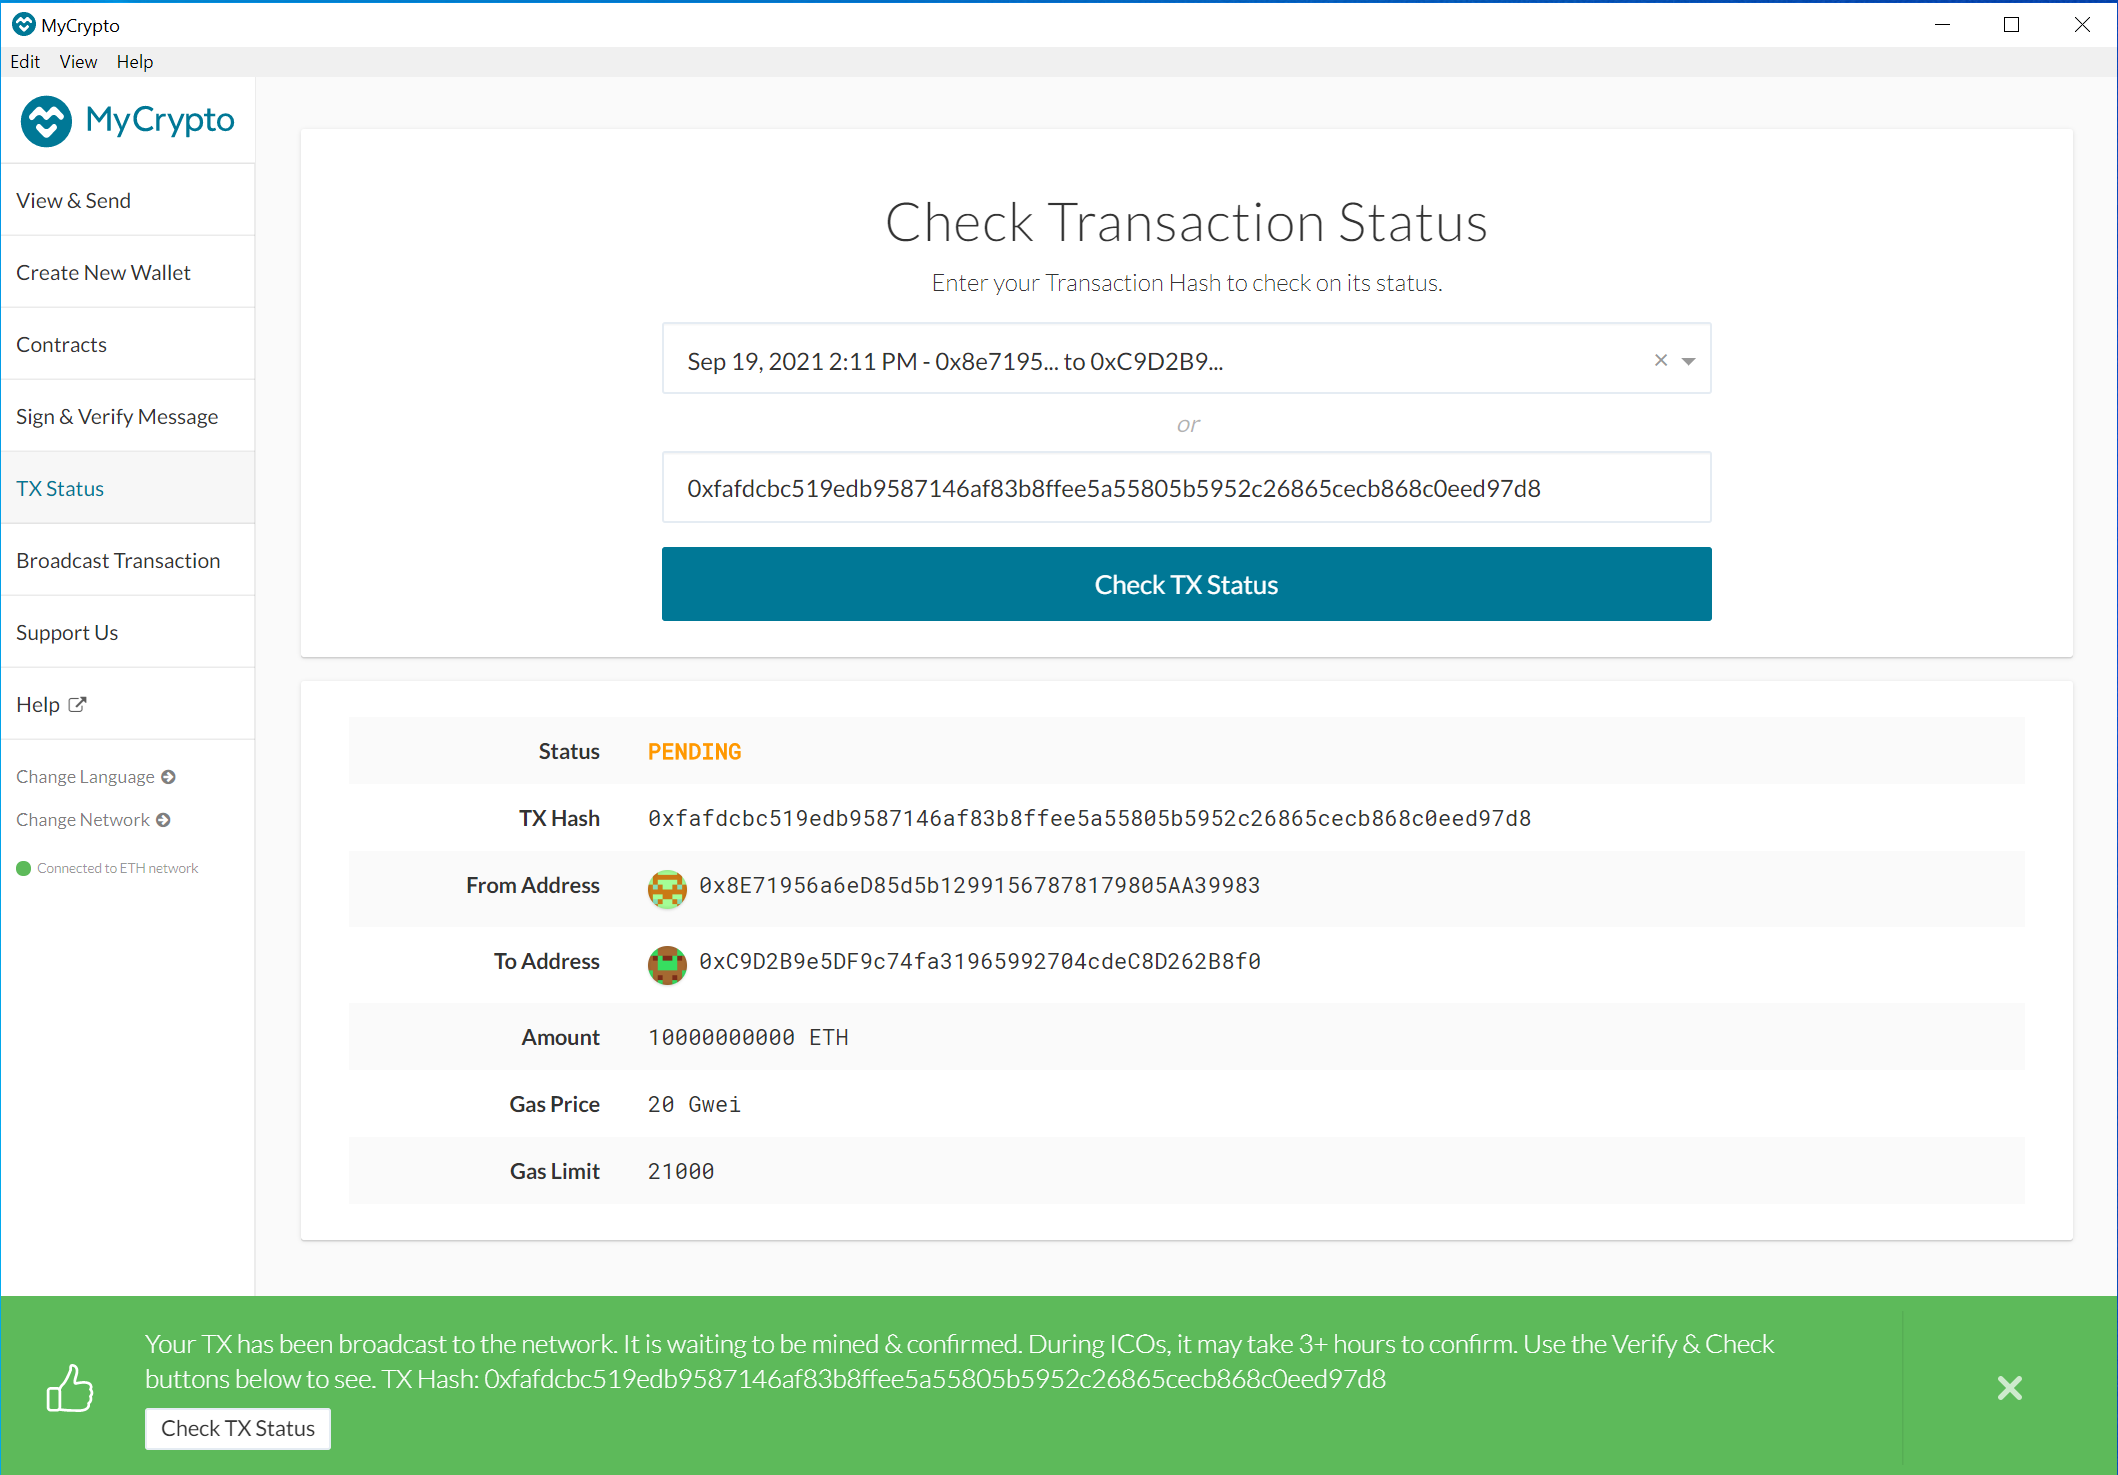 MyCrypto
Edit View Help
MyCrypto
View & Send
Create New Wallet
Contracts
Sign & Verify Message
TX Status
Broadcast Transaction
Support Us
Help
Change Language
Change Network
Connected to ETH network
Check Transaction Status
Enter your Transaction Hash to check on its status.
Sep 19, 2021 2:11 PM - 0x8e7195... to 0xC9D2B9...
or
0xfafdcbc519edb9587146af83b8ffee5a55805b5952c26865cecb868c0eed97d8
Check TX Status
Status PENDING
TX Hash 0xfafdcbc519edb9587146af83b8ffee5a55805b5952c26865cecb868c0eed97d8
From Address 0x8E71956a6eD85d5b12991567878179805AA39983
To Address 0xC9D2B9e5DF9c74fa31965992704cdeC8D262B8f0
Amount 10000000000 ETH
Gas Price 20 Gwei
Gas Limit 21000
Your TX has been broadcast to the network. It is waiting to be mined & confirmed. During ICOs, it may take 3+ hours to confirm. Use the Verify & Check
buttons below to see. TX Hash: 0xfafdcbc519edb9587146af83b8ffee5a55805b5952c26865cecb868c0eed97d8
Check TX Status